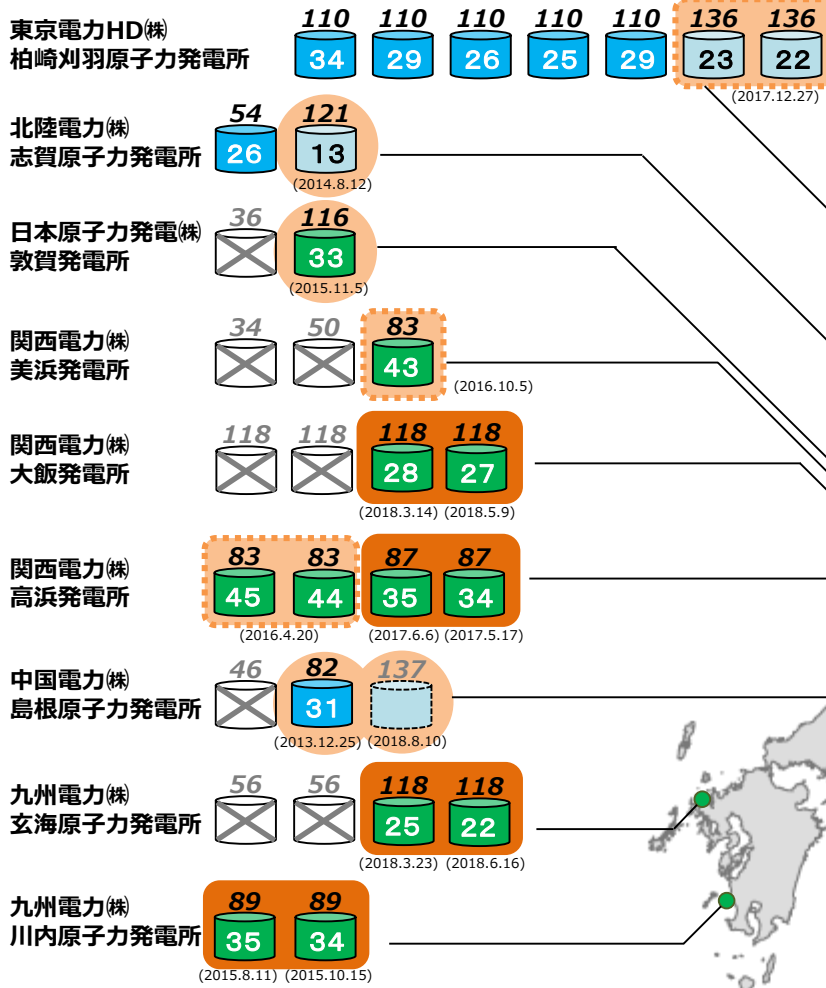 東京電力HD㈱
柏崎刈羽原子力発電所
110 110 110 110 110 136 136
34 29 26 25 29 23 22
(2017.12.27)
北陸電力㈱
志賀原子力発電所
54 121
26 13
(2014.8.12)
日本原子力発電㈱
敦賀発電所
36 116
33
(2015.11.5)
関西電力㈱
美浜発電所
34 50 83
43
(2016.10.5)
関西電力㈱
大飯発電所
118 118 118 118
28 27
(2018.3.14) (2018.5.9)
関西電力㈱
高浜発電所
83 83 87 87
45 44 35 34
(2016.4.20) (2017.6.6) (2017.5.17)
中国電力㈱
島根原子力発電所
46 82 137
31
(2013.12.25) (2018.8.10)
九州電力㈱
玄海原子力発電所
56 56 118 118
25 22
(2018.3.23) (2018.6.16)
九州電力㈱
川内原子力発電所
89 89
35 34
(2015.8.11) (2015.10.15)